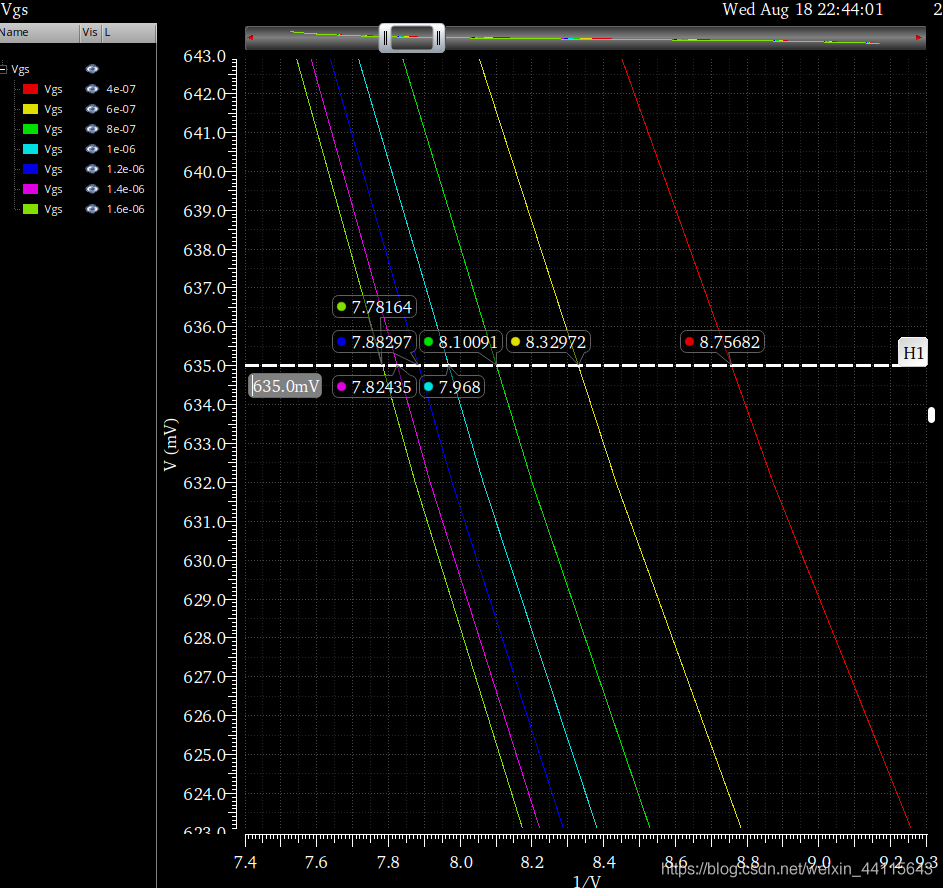 Vgs
Wed Aug 18 22:44:01 2
Name Vis L
Vgs
Vgs 4e-07
Vgs 6e-07
Vgs 8e-07
Vgs 1e-06
Vgs 1.2e-06
Vgs 1.4e-06
Vgs 1.6e-06
643.0
642.0
641.0
640.0
639.0
638.0
637.0
636.0
635.0
634.0
633.0
632.0
631.0
630.0
629.0
628.0
627.0
626.0
625.0
624.0
623.0
V (mV)
7.78164
7.88297 8.10091 8.32972 8.75682
H1
635.0mV
7.82435 7.968
7.4 7.6 7.8 8.0 8.2 8.4 8.6 8.8 9.0 9.2 9.3
1/V
https://blog.csdn.net/weixin_44115643